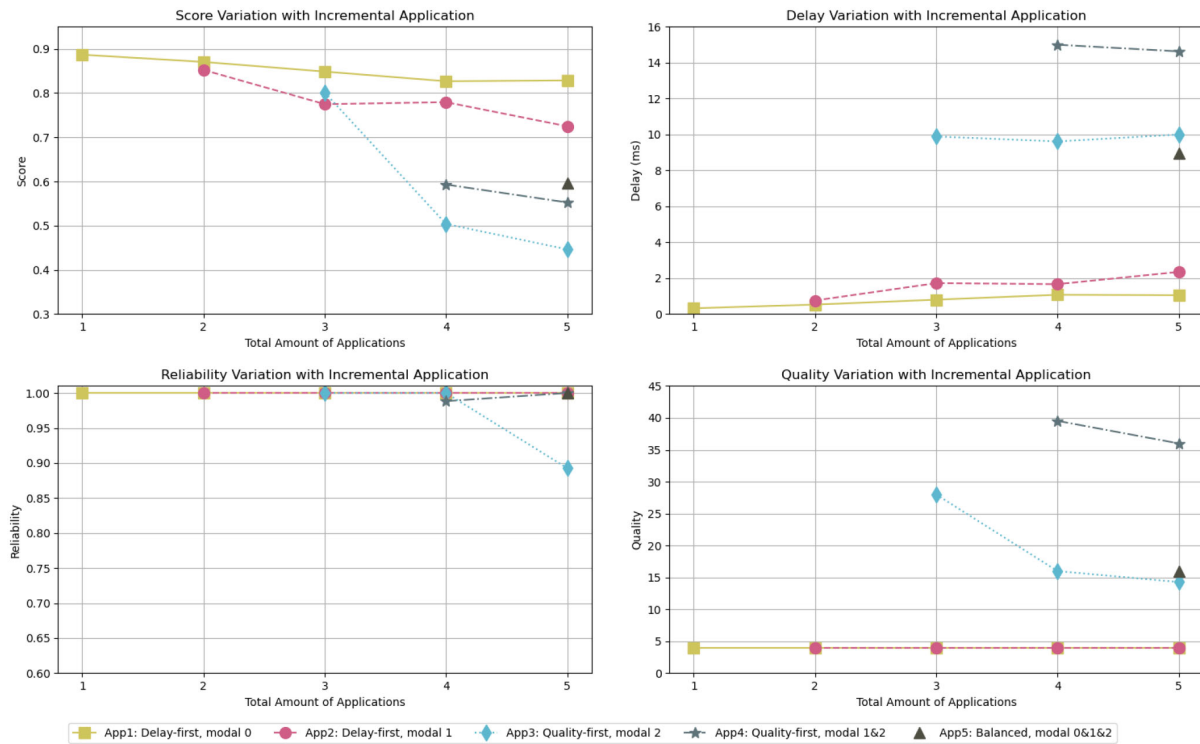 Score Variation with Incremental Application
0.9
0.8
0.7
0.6
0.5
0.4
0.3
Score
1 2 3 4 5
Total Amount of Applications
Delay Variation with Incremental Application
16
14
12
10
8
6
4
2
0
Delay (ms)
1 2 3 4 5
Total Amount of Applications
Reliability Variation with Incremental Application
1.00
0.95
0.90
0.85
0.80
0.75
0.70
0.65
0.60
Reliability
1 2 3 4 5
Total Amount of Applications
Quality Variation with Incremental Application
45
40
35
30
25
20
15
10
5
0
Quality
1 2 3 4 5
Total Amount of Applications
App1: Delay-first, modal 0 App2: Delay-first, modal 1 App3: Quality-first, modal 2 App4: Quality-first, modal 1&2 App5: Balanced, modal 0&1&2